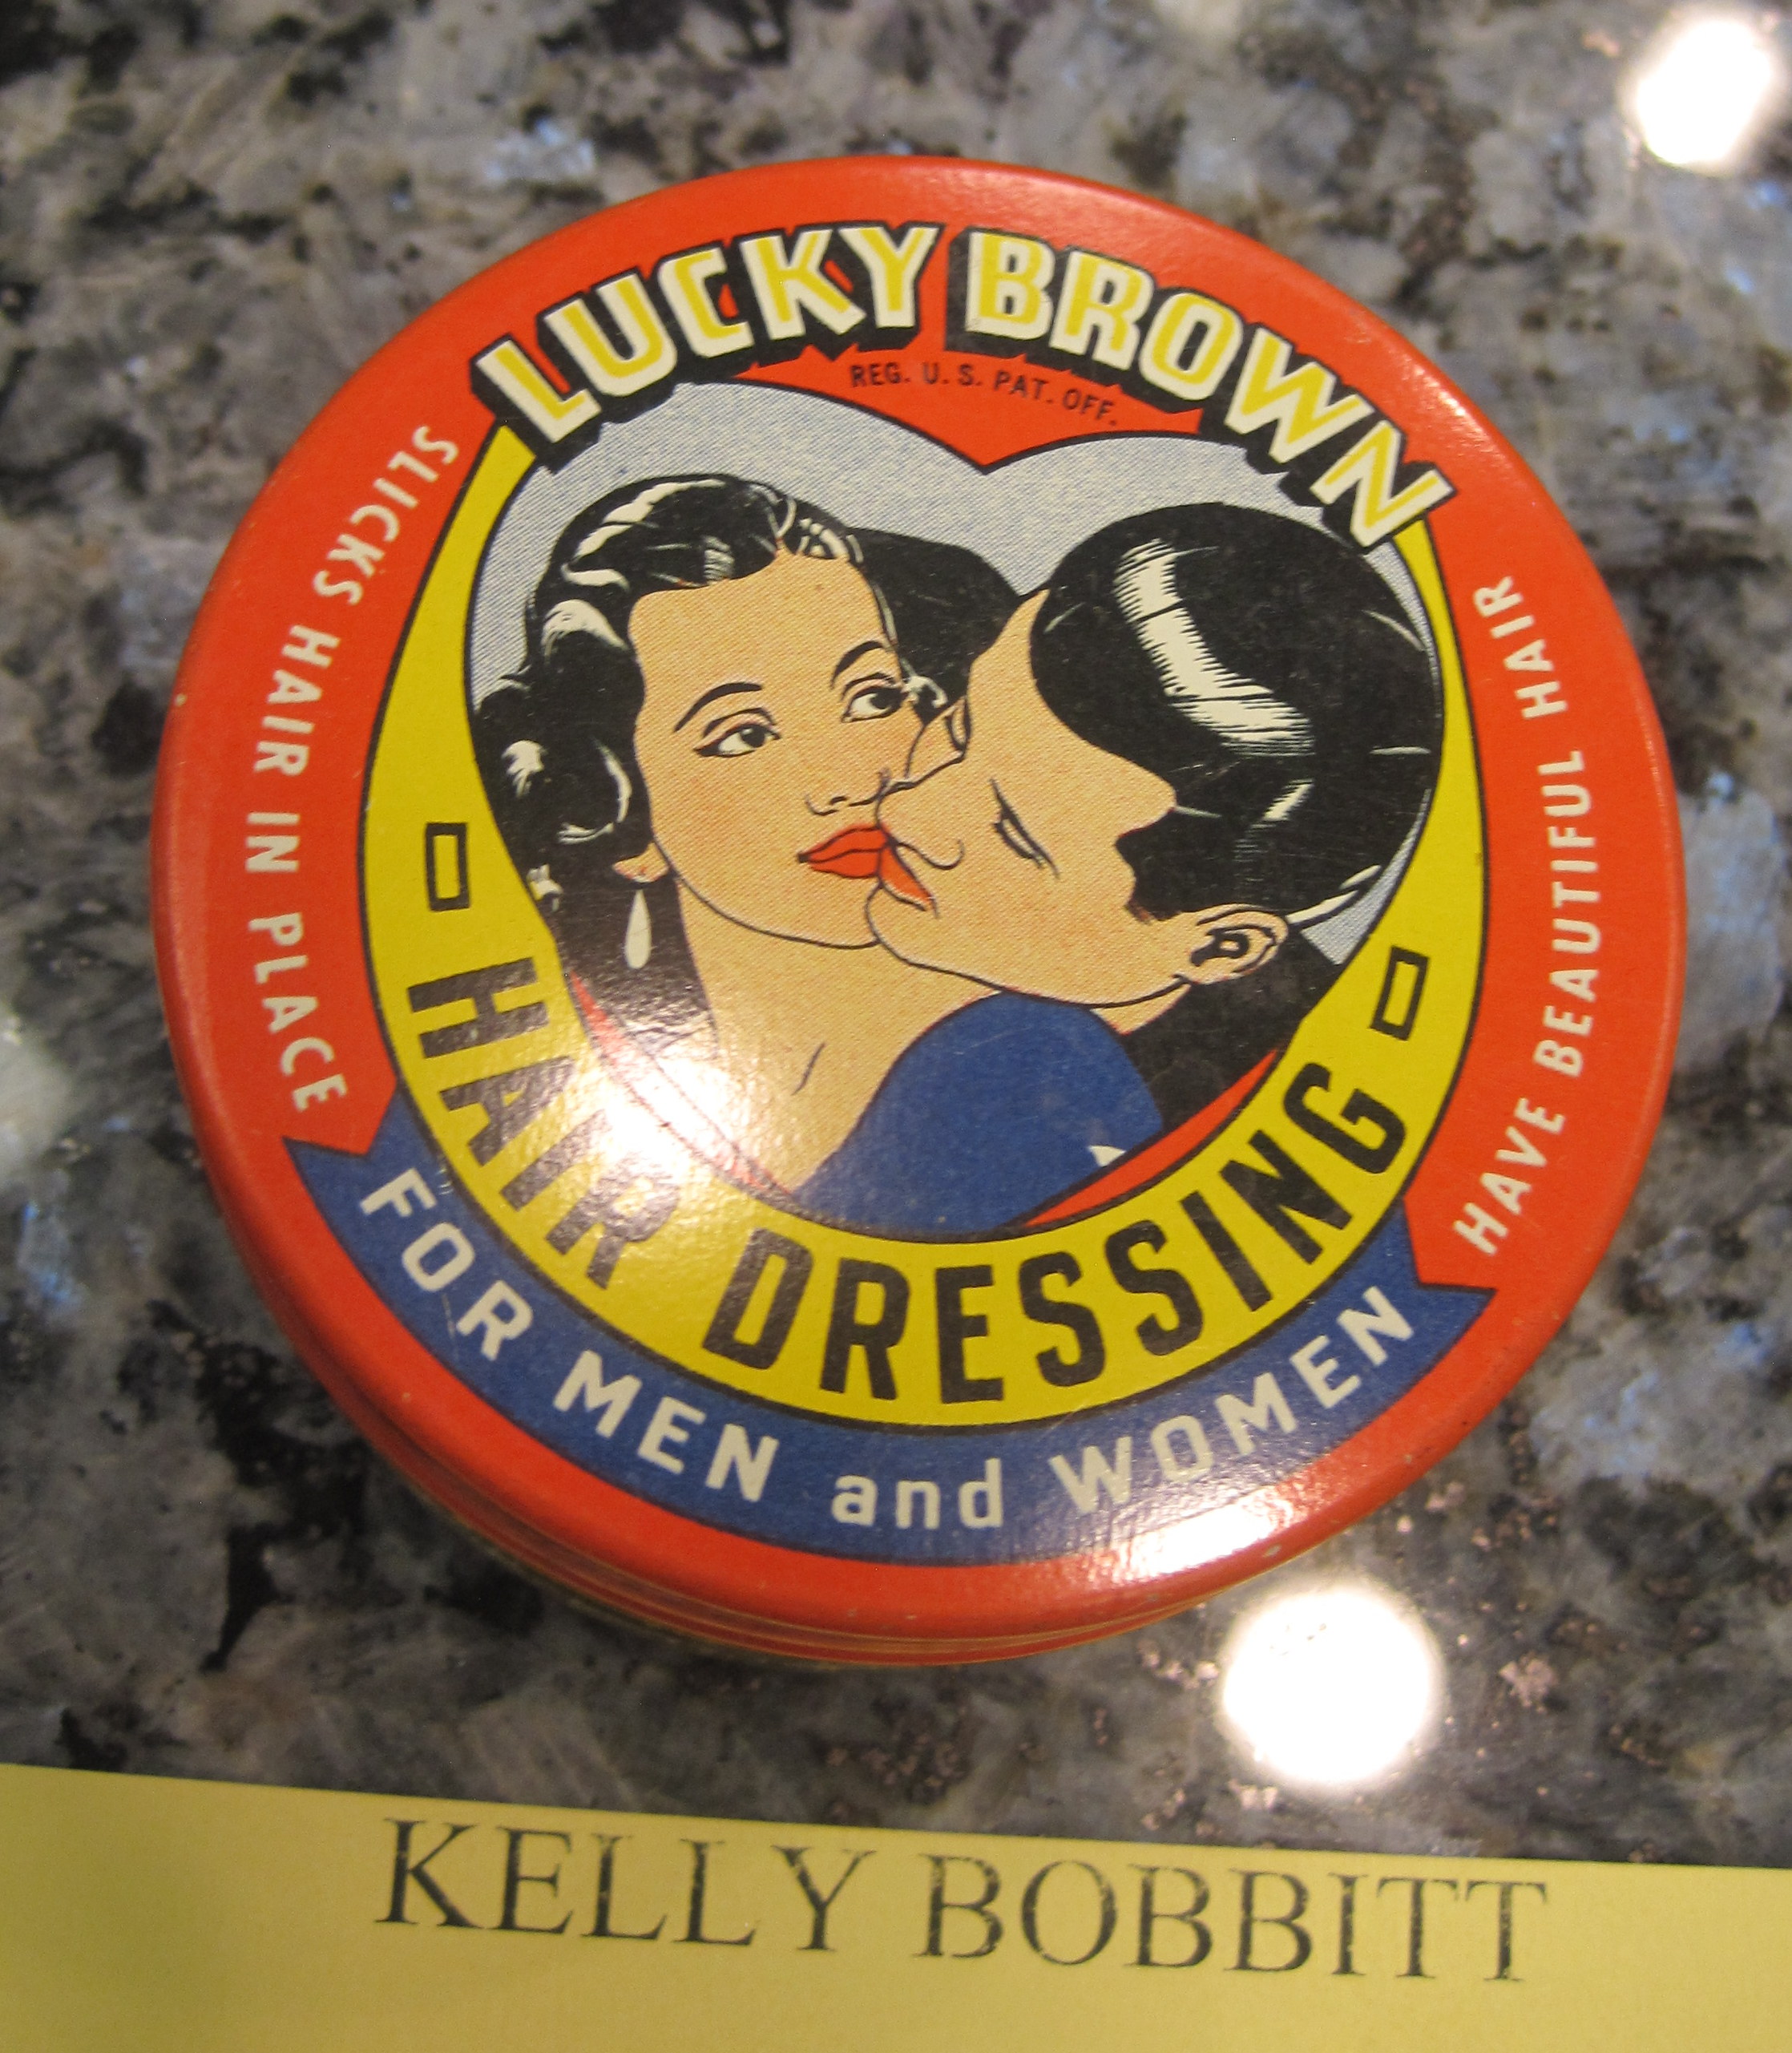 LUCKY BROWN
REG. U. S. PAT. OFF.
SLICKS HAIR IN PLACE
HAVE BEAUTIFUL HAIR
HAIR DRESSING
FOR MEN and WOMEN
KELLY BOBBITT